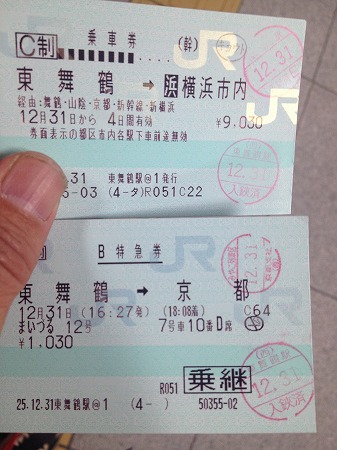 C制 乗車券 (幹)
東舞鶴 → 浜横浜市内
経由:舞鶴・山陰・京都・新幹線・新横浜
12月31日から 4日間有効 ¥9,030
券面表示の都区市内各駅下車前途無効
東舞鶴駅@1発行
-03 (4-タ) R051C22
12.31
12.31
入鋏済
B特急券
東舞鶴 → 京都
12月31日 (16:27発) (18:08着) C64
まいづる 12号 7号車10番D席
¥1,030
R051 乗継
25.12.31東舞鶴駅@1 (4-) 50355-02
12.31
12.31
入鋏済